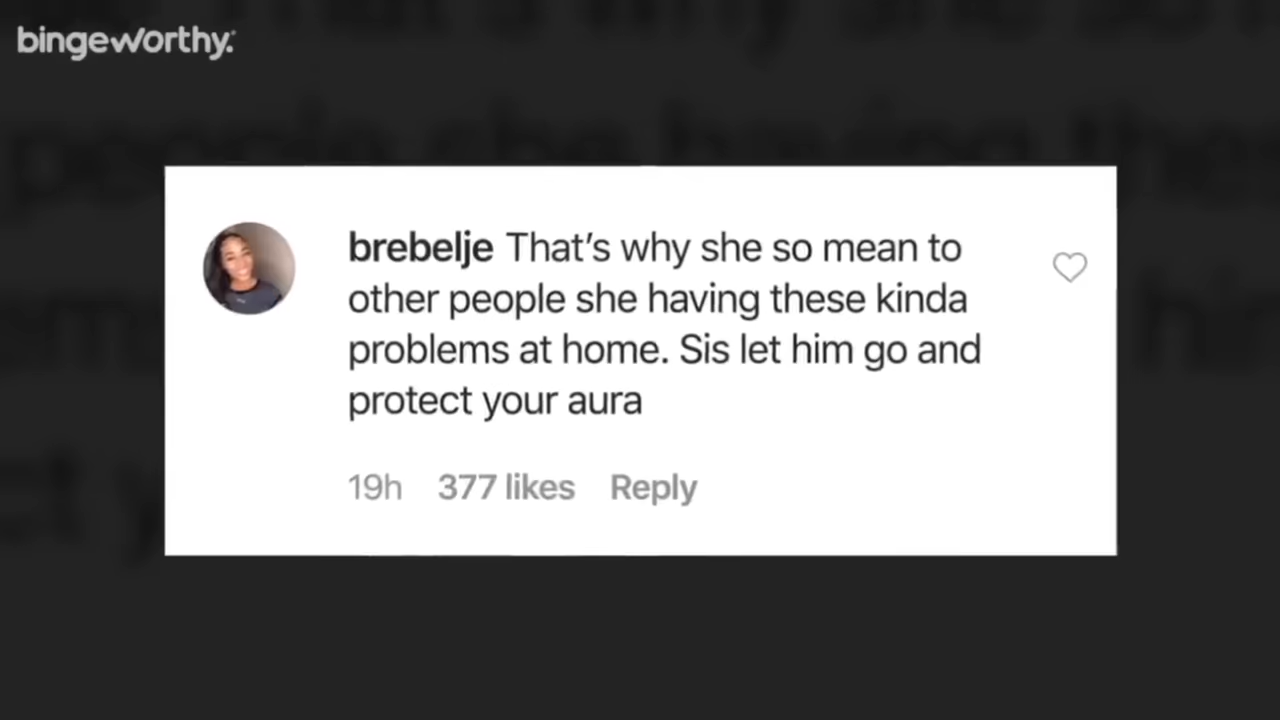 bingeworthy.
brebelje That’s why she so mean to
other people she having these kinda
problems at home. Sis let him go and
protect your aura
19h 377 likes Reply